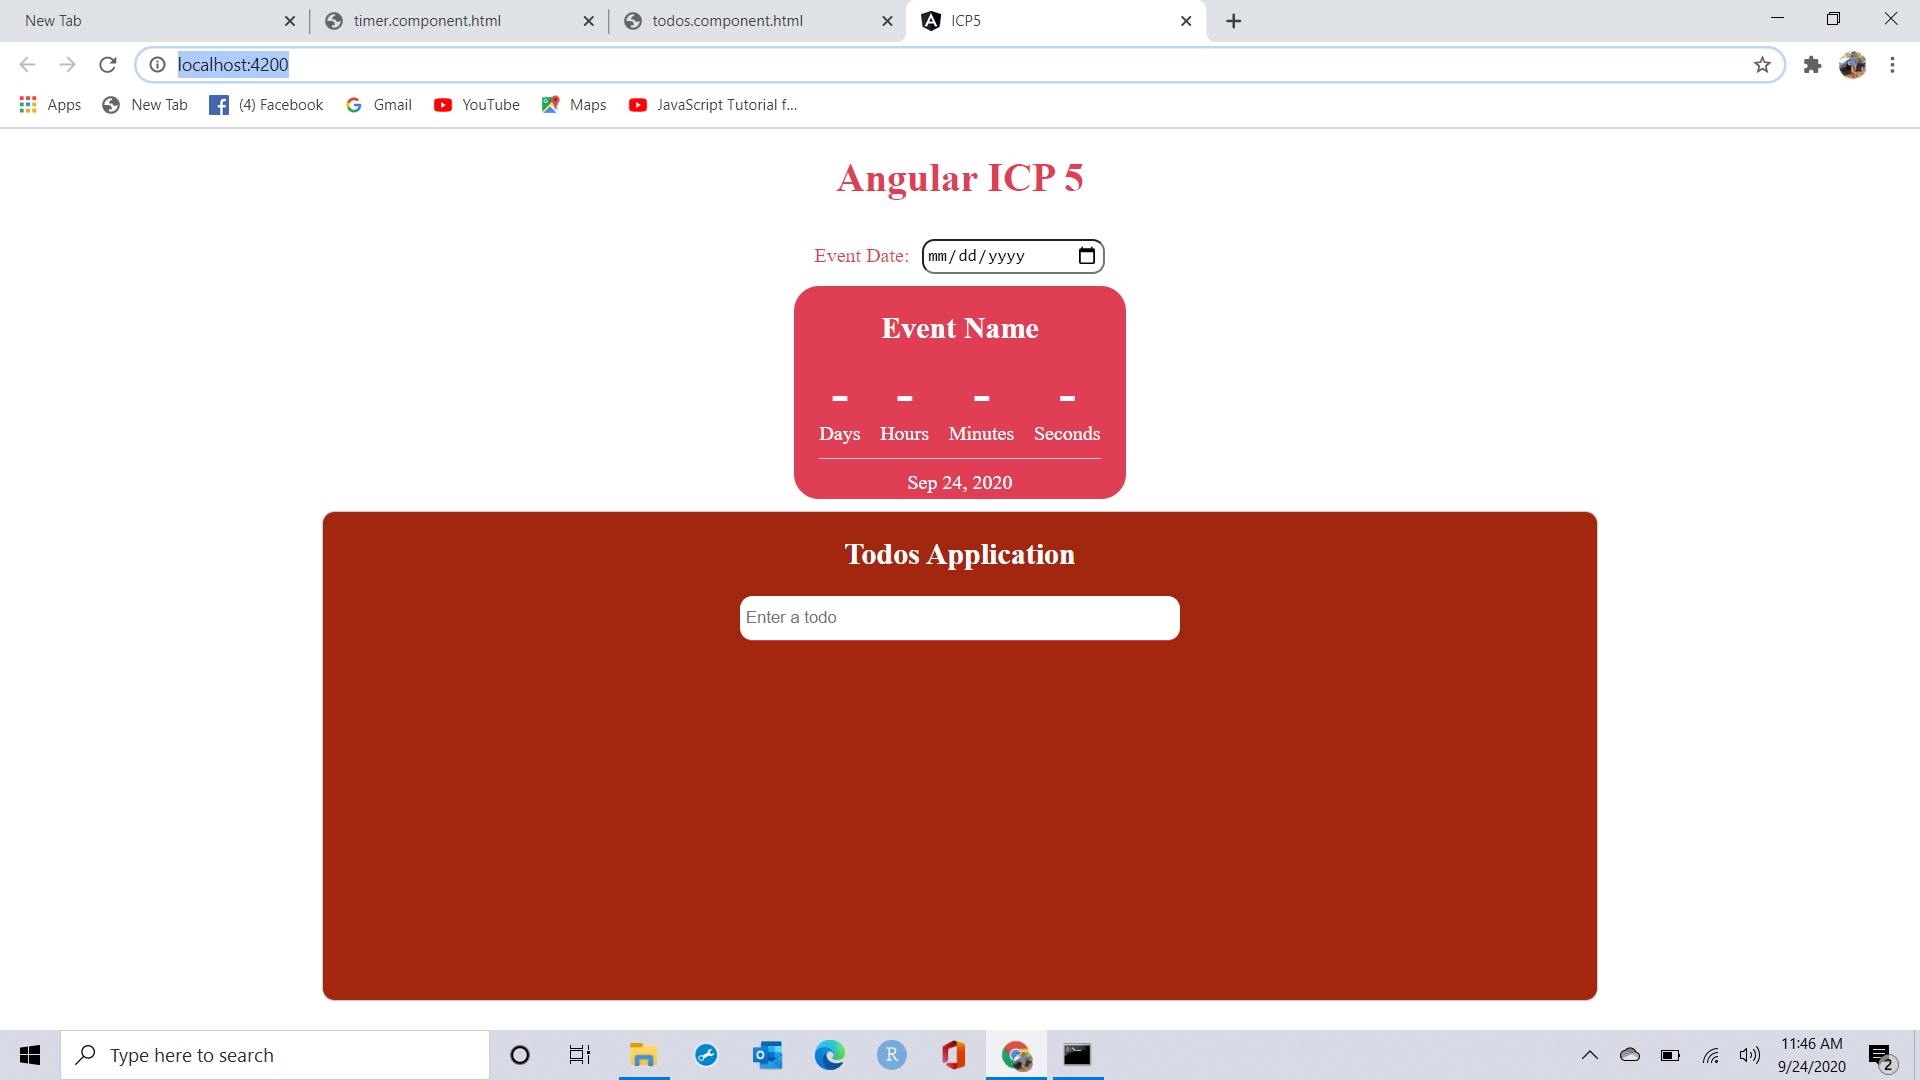 New Tab
timer.component.html
todos.component.html
ICP5
localhost:4200
Apps
New Tab
(4) Facebook
Gmail
YouTube
Maps
JavaScript Tutorial f...
Angular ICP 5
Event Date: mm/dd/yyyy
Event Name
- - - -
Days Hours Minutes Seconds
Sep 24, 2020
Todos Application
Enter a todo
Type here to search
R
11:46 AM
9/24/2020
2